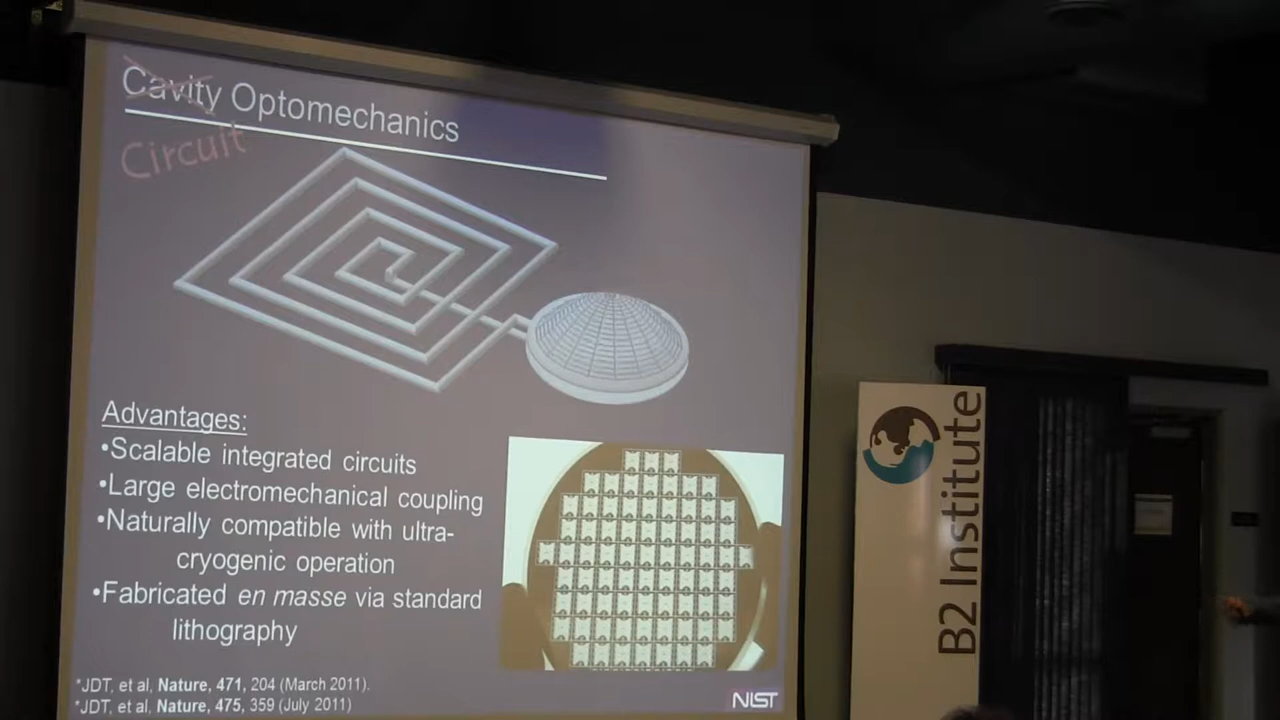 Cavity Optomechanics
Circuit
Advantages:
•Scalable integrated circuits
•Large electromechanical coupling
•Naturally compatible with ultra-
cryogenic operation
•Fabricated en masse via standard
lithography
*JDT, et al, Nature, 471, 204 (March 2011).
*JDT, et al, Nature, 475, 359 (July 2011)
NIST
B2 Institute